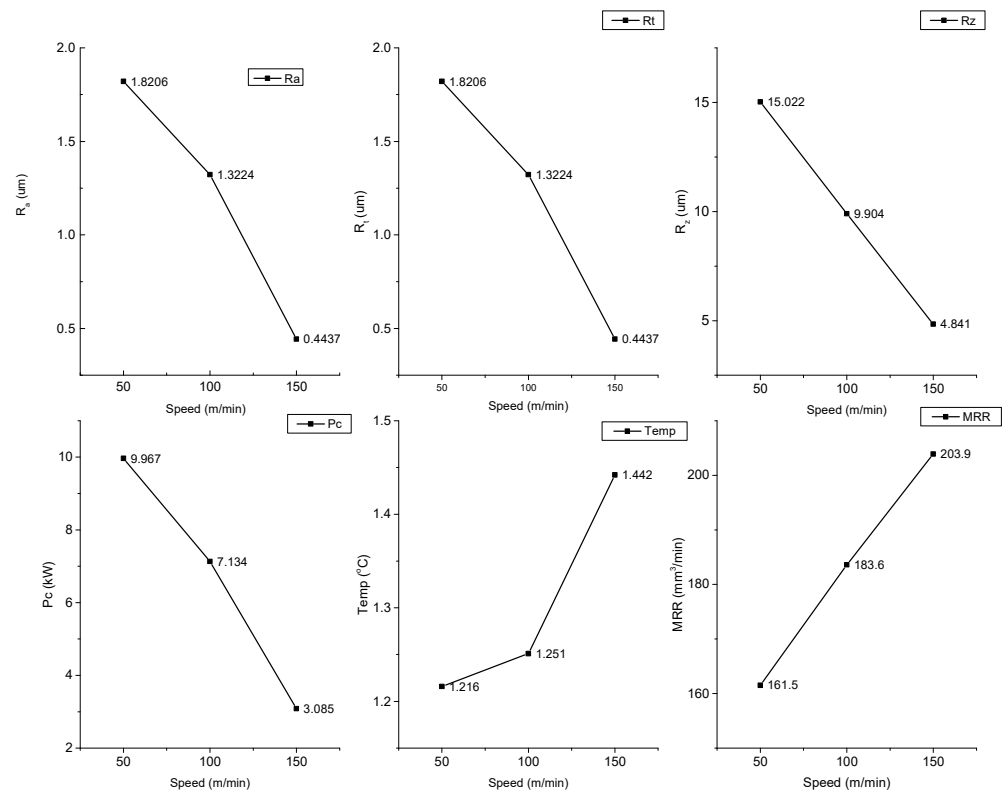 Rt
Rz
2.0
1.5
1.0
0.5
Rₐ (um)
Ra
1.8206
1.3224
0.4437
50 100 150
Speed (m/min)
2.0
1.5
1.0
0.5
Rₜ (um)
1.8206
1.3224
0.4437
50 100 150
Speed (m/min)
15
10
5
R_z (um)
15.022
9.904
4.841
50 100 150
Speed (m/min)
Pc
10
8
6
4
2
Pc (kW)
9.967
7.134
3.085
50 100 150
Speed (m/min)
Temp
1.5
1.4
1.3
1.2
Temp (°C)
1.216
1.251
1.442
50 100 150
Speed (m/min)
MRR
200
180
160
MRR (mm³/min)
161.5
183.6
203.9
50 100 150
Speed (m/min)